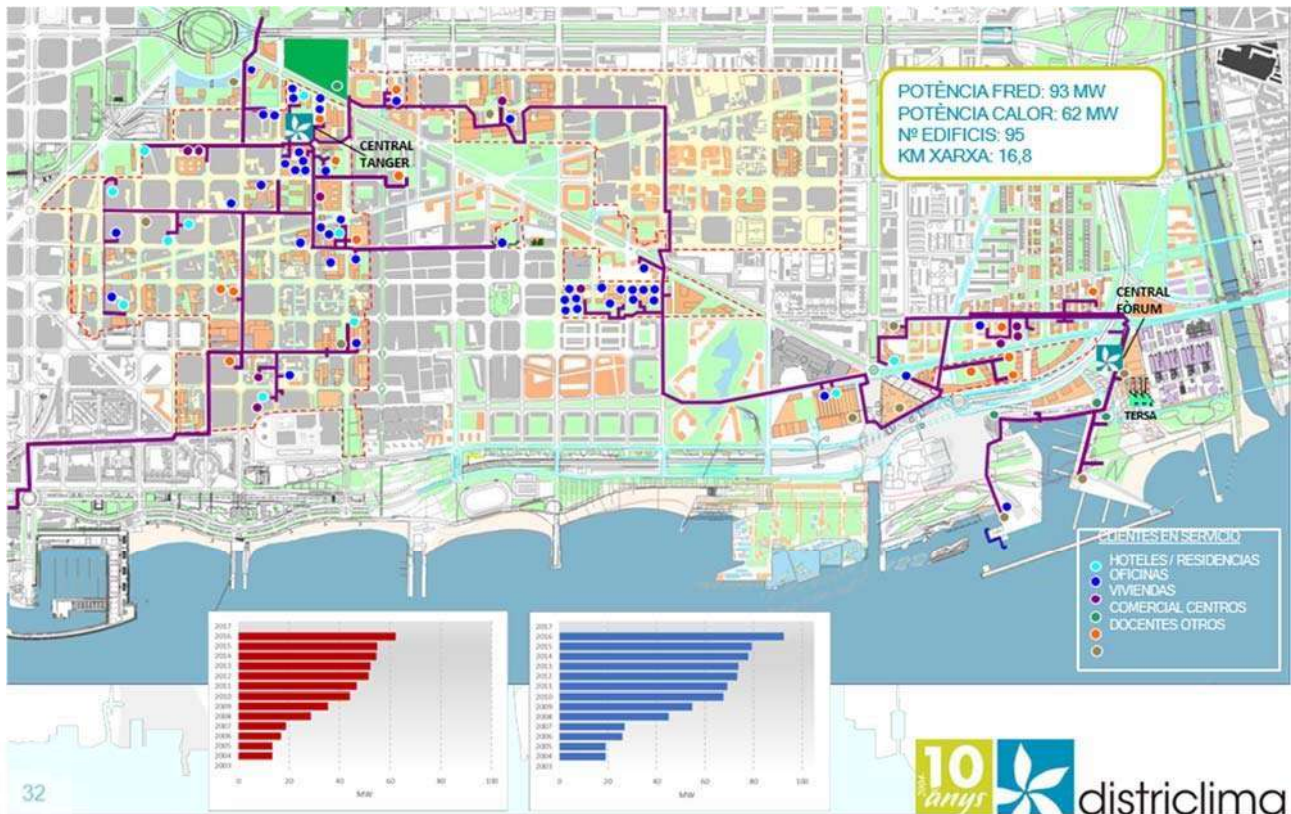 POTÈNCIA FRED: 93 MW
POTÈNCIA CALOR: 62 MW
Nº EDIFICIS: 95
KM XARXA: 16,8
CENTRAL
TANGER
CENTRAL
FÒRUM
TERSA
CLIENTES EN SERVICIO
HOTELES / RESIDENCIAS
OFICINAS
VIVIENDAS
COMERCIAL CENTROS
DOCENTES OTROS
2017
2016
2015
2014
2013
2012
2011
2010
2009
2008
2007
2006
2005
2004
2003
0 20 40 60 80 100
MW
2017
2016
2015
2014
2013
2012
2011
2010
2009
2008
2007
2006
2005
2004
2003
0 20 40 60 80 100
MW
32
10
anys
districlima